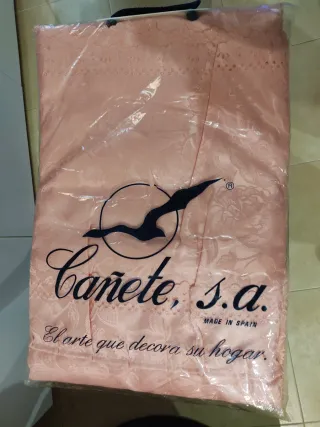 ®
Cañete, s.a.
MADE IN SPAIN
El arte que decora su hogar.